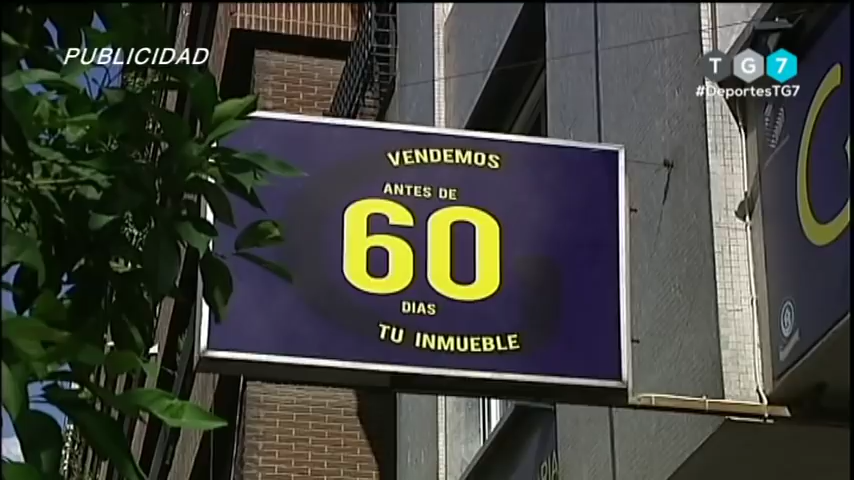 PUBLICIDAD
TG7
#DeportesTG7
VENDEMOS
ANTES DE
60
DIAS
TU INMUEBLE